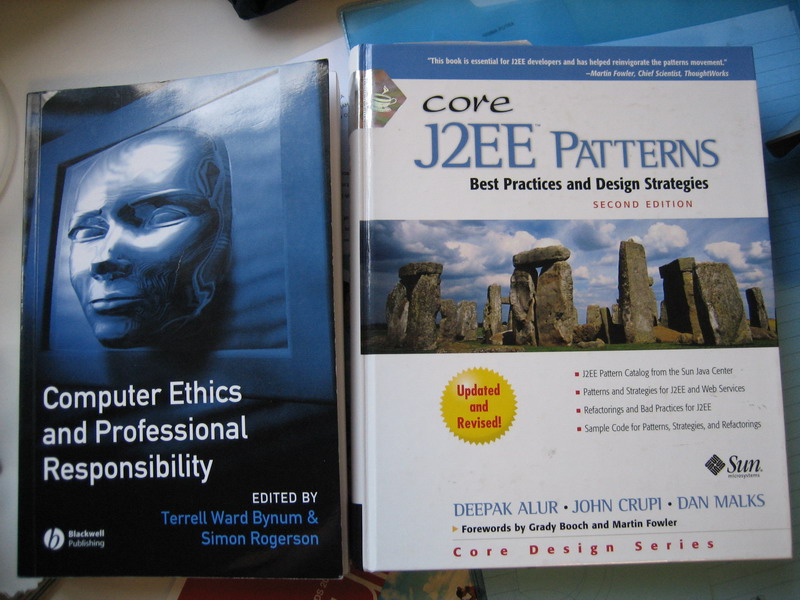 Computer Ethics
and Professional
Responsibility
EDITED BY
Terrell Ward Bynum &
Simon Rogerson
Blackwell
Publishing
"This book is essential for J2EE developers and has helped reinvigorate the patterns movement."
—Martin Fowler, Chief Scientist, ThoughtWorks
core
J2EE™ PATTERNS
Best Practices and Design Strategies
SECOND EDITION
Updated
and
Revised!
■ J2EE Pattern Catalog from the Sun Java Center
■ Patterns and Strategies for J2EE and Web Services
■ Refactorings and Bad Practices for J2EE
■ Sample Code for Patterns, Strategies, and Refactorings
Sun
microsystems
DEEPAK ALUR • JOHN CRUPI • DAN MALKS
Forewords by Grady Booch and Martin Fowler
Core Design Series